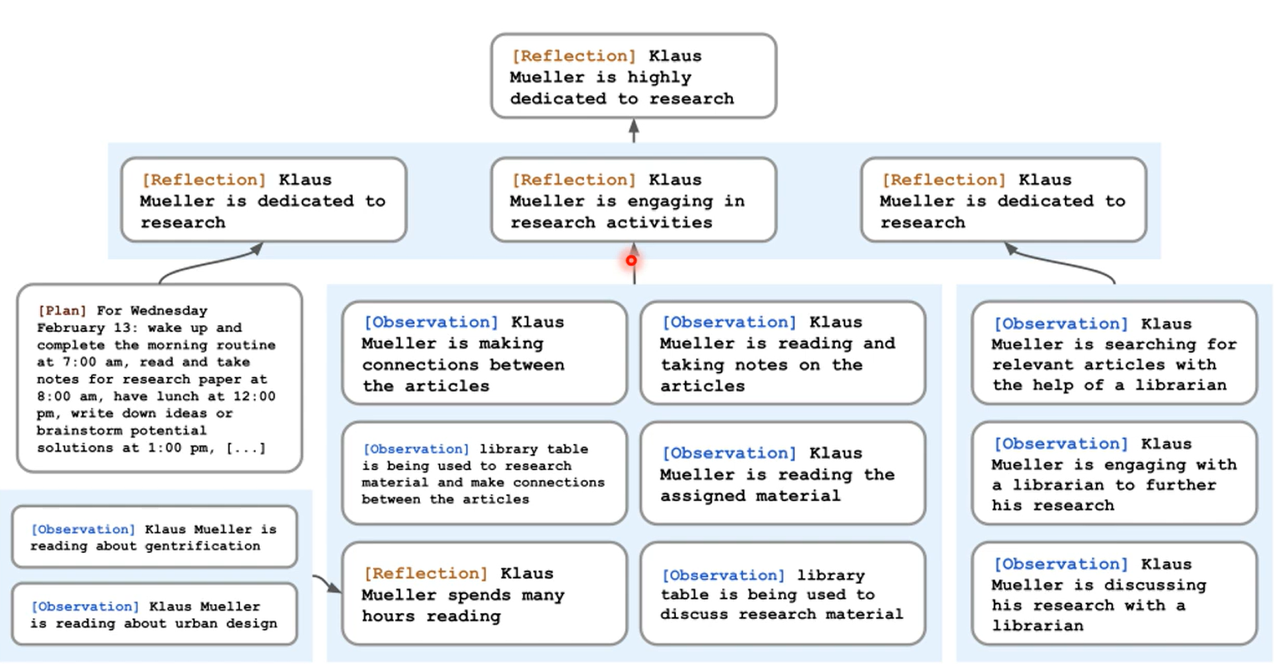 [Reflection] Klaus
Mueller is highly
dedicated to research
[Reflection] Klaus
Mueller is dedicated to
research
[Reflection] Klaus
Mueller is engaging in
research activities
[Reflection] Klaus
Mueller is dedicated to
research
[Plan] For Wednesday
February 13: wake up and
complete the morning routine
at 7:00 am, read and take
notes for research paper at
8:00 am, have lunch at 12:00
pm, write down ideas or
brainstorm potential
solutions at 1:00 pm, [...]
[Observation] Klaus Mueller is
reading about gentrification
[Observation] Klaus Mueller
is reading about urban design
[Observation] Klaus
Mueller is making
connections between
the articles
[Observation] Klaus
Mueller is reading and
taking notes on the
articles
[Observation] library table
is being used to research
material and make connections
between the articles
[Observation] Klaus
Mueller is reading the
assigned material
[Reflection] Klaus
Mueller spends many
hours reading
[Observation] library
table is being used to
discuss research material
[Observation] Klaus
Mueller is searching for
relevant articles with
the help of a librarian
[Observation] Klaus
Mueller is engaging with
a librarian to further
his research
[Observation] Klaus
Mueller is discussing
his research with a
librarian